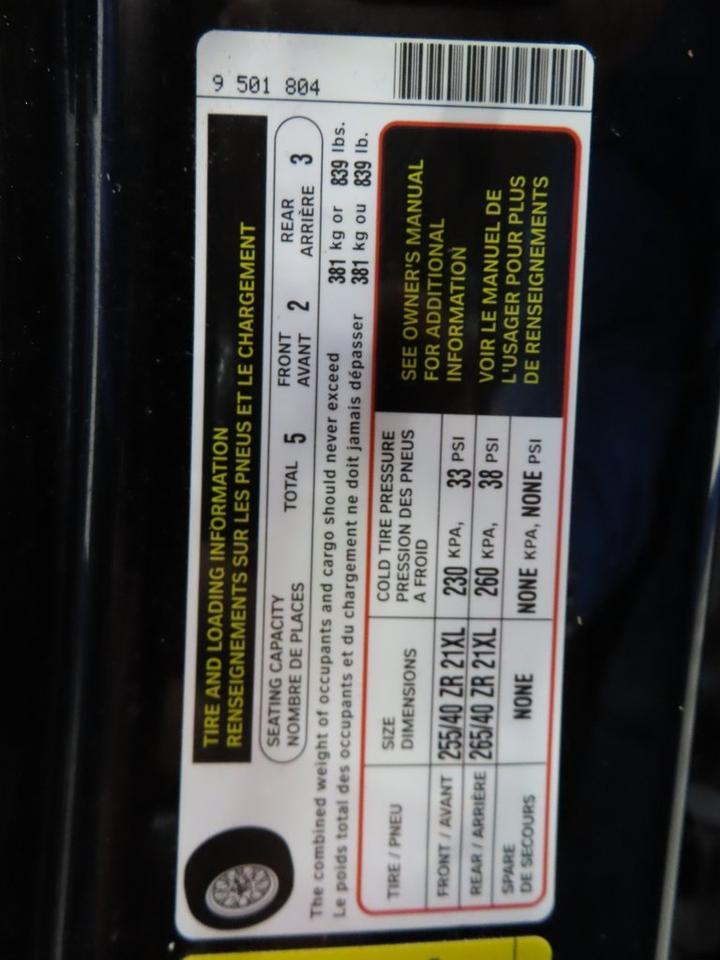 9 501 804
TIRE AND LOADING INFORMATION
RENSEIGNEMENTS SUR LES PNEUS ET LE CHARGEMENT
SEATING CAPACITY
NOMBRE DE PLACES
TOTAL 5
FRONT
AVANT 2
REAR
ARRIÈRE 3
The combined weight of occupants and cargo should never exceed 381 kg or 839 lbs.
Le poids total des occupants et du chargement ne doit jamais dépasser 381 kg ou 839 lb.
TIRE / PNEU
SIZE
DIMENSIONS
COLD TIRE PRESSURE
PRESSION DES PNEUS
A FROID
FRONT / AVANT 255/40 ZR 21XL 230 KPA, 33 PSI
REAR / ARRIÈRE 265/40 ZR 21XL 260 KPA, 38 PSI
SPARE
DE SECOURS
NONE
NONE KPA, NONE PSI
SEE OWNER'S MANUAL
FOR ADDITIONAL
INFORMATION
VOIR LE MANUEL DE
L'USAGER POUR PLUS
DE RENSEIGNEMENTS